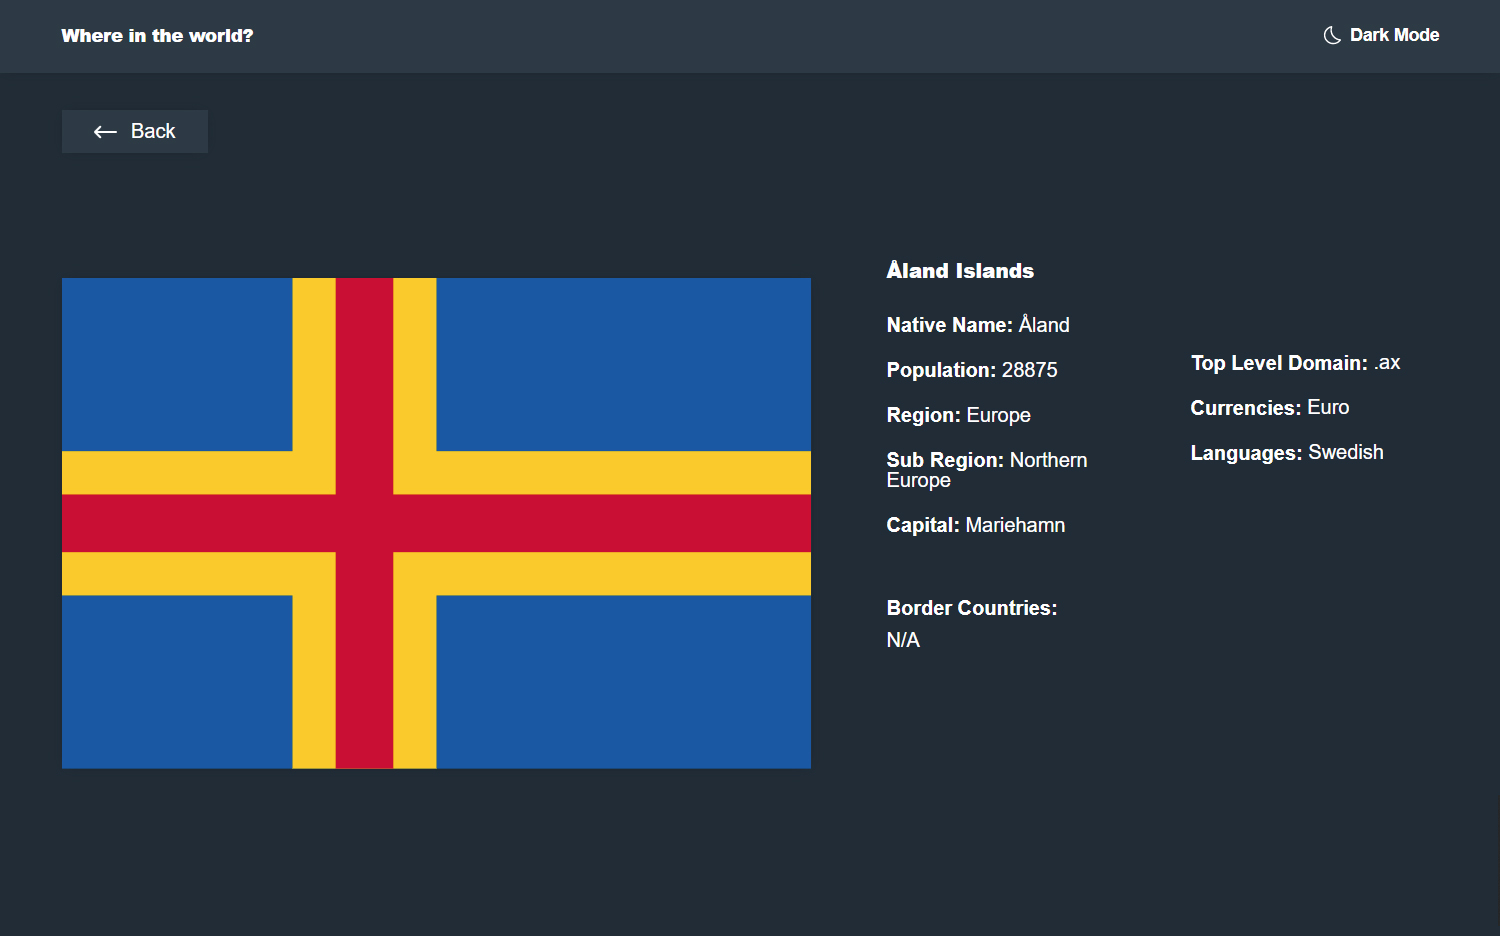 Where in the world?
Dark Mode
Back
Åland Islands
Native Name: Åland
Population: 28875
Region: Europe
Sub Region: Northern
Europe
Capital: Mariehamn
Top Level Domain: .ax
Currencies: Euro
Languages: Swedish
Border Countries:
N/A